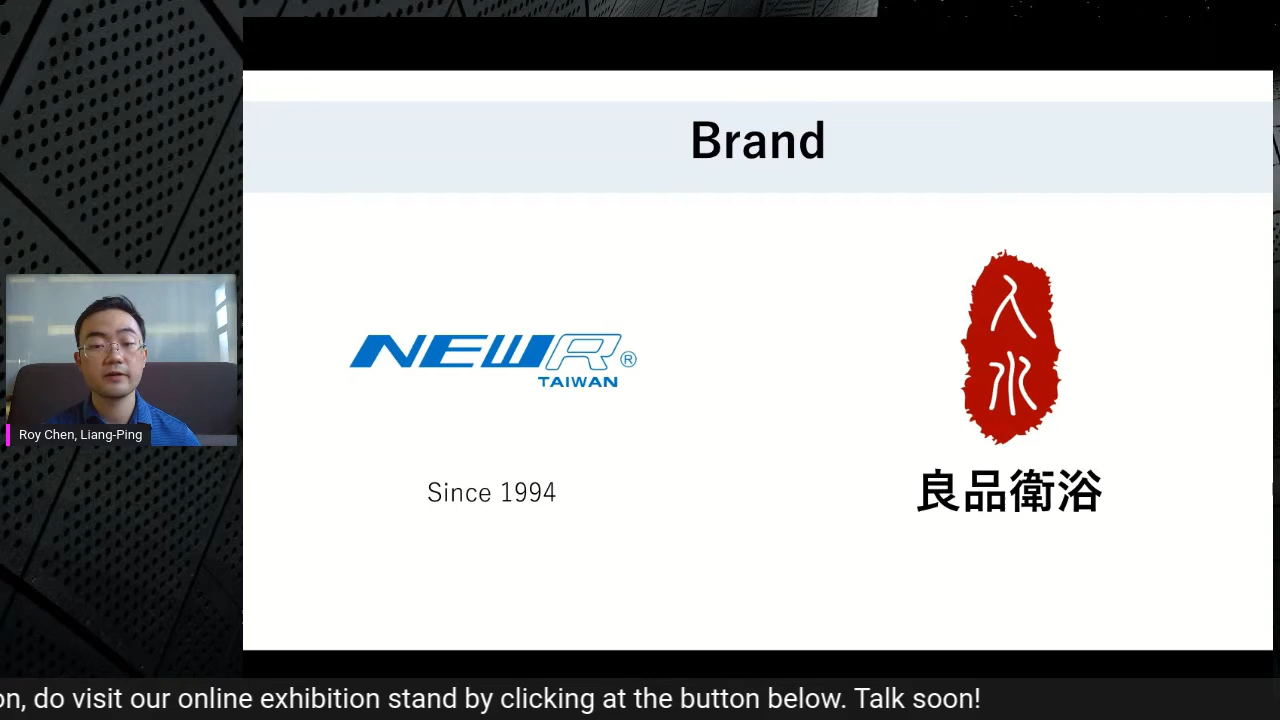 Brand
NEWR®
TAIWAN
Since 1994
入水
良品衛浴
Roy Chen, Liang-Ping
on, do visit our online exhibition stand by clicking at the button below. Talk soon!